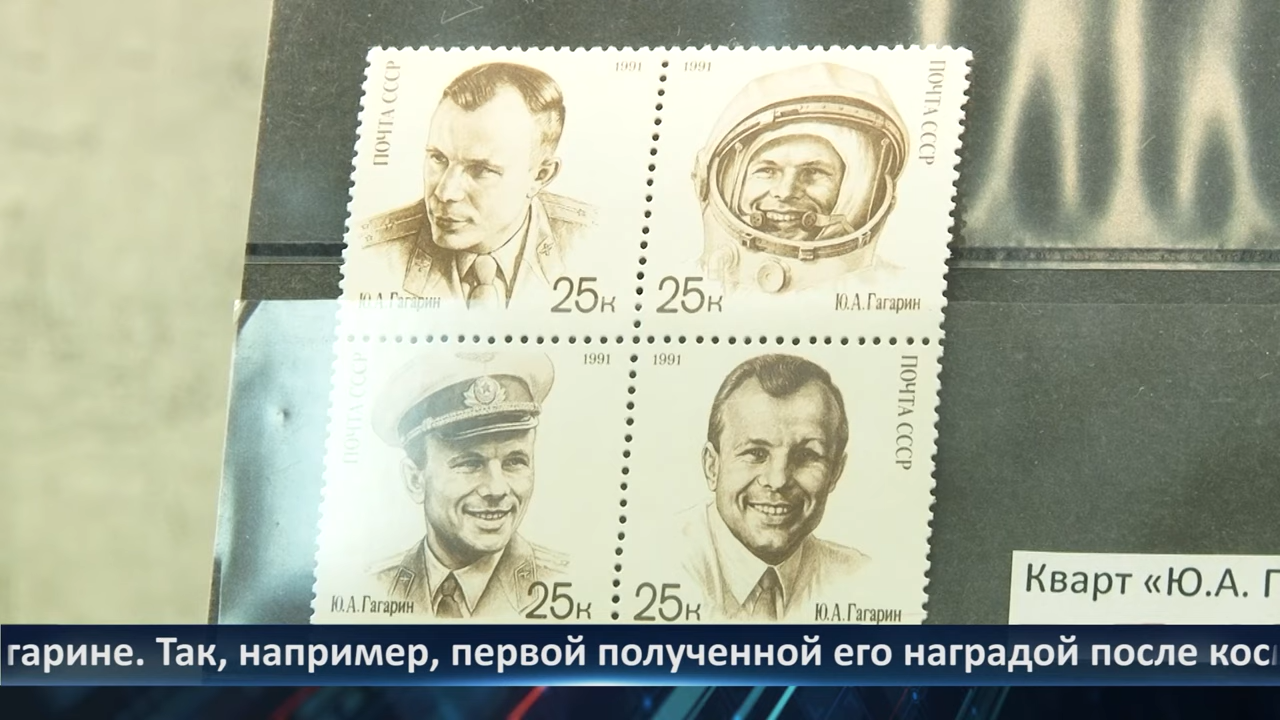 ПОЧТА СССР
1991
Ю.А.Гагарин
25к
1991
ПОЧТА СССР
25к
Ю.А.Гагарин
ПОЧТА СССР
1991
Ю.А.Гагарин
25к
1991
ПОЧТА СССР
25к
Ю.А.Гагарин
Кварт «Ю.А. Г
гарине. Так, например, первой полученной его наградой после кос